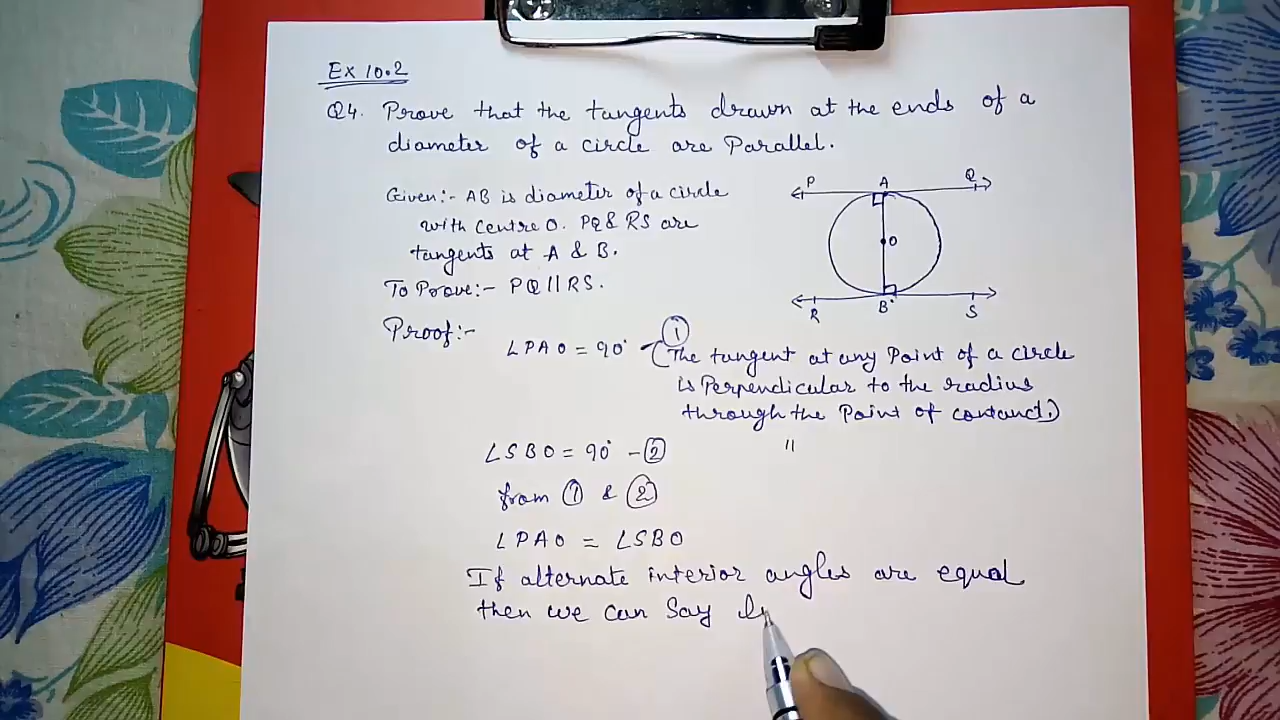 Ex 10.2
Q4. Prove that the tangents drawn at the ends of a
diameter of a circle are Parallel.
Given:- AB is diameter of a circle
with centre O. PQ & RS are
tangents at A & B.
To Prove:- PQ || RS.
P A Q
O
R B S
Proof:-
∠PAO = 90° - ①
(The tangent at any Point of a circle
is Perpendicular to the radius
through the Point of contanct.)
∠SBO = 90° - ② "
from ① & ②
∠PAO = ∠SBO
If alternate interior angles are equal
then we can Say